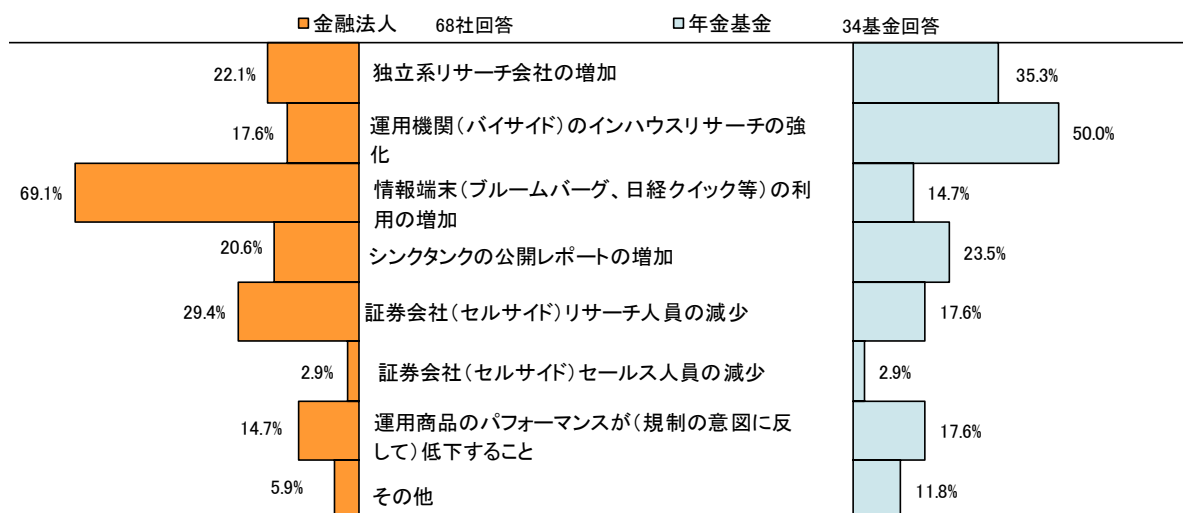 ■金融法人 68社回答 ■年金基金 34基金回答
22.1% 独立系リサーチ会社の増加 35.3%
17.6% 運用機関(バイサイド)のインハウスリサーチの強
化 50.0%
69.1% 情報端末(ブルームバーグ、日経クイック等)の利
用の増加 14.7%
20.6% シンクタンクの公開レポートの増加 23.5%
29.4% 証券会社(セルサイド)リサーチ人員の減少 17.6%
2.9% 証券会社(セルサイド)セールス人員の減少 2.9%
14.7% 運用商品のパフォーマンスが(規制の意図に反
して)低下すること 17.6%
5.9% その他 11.8%